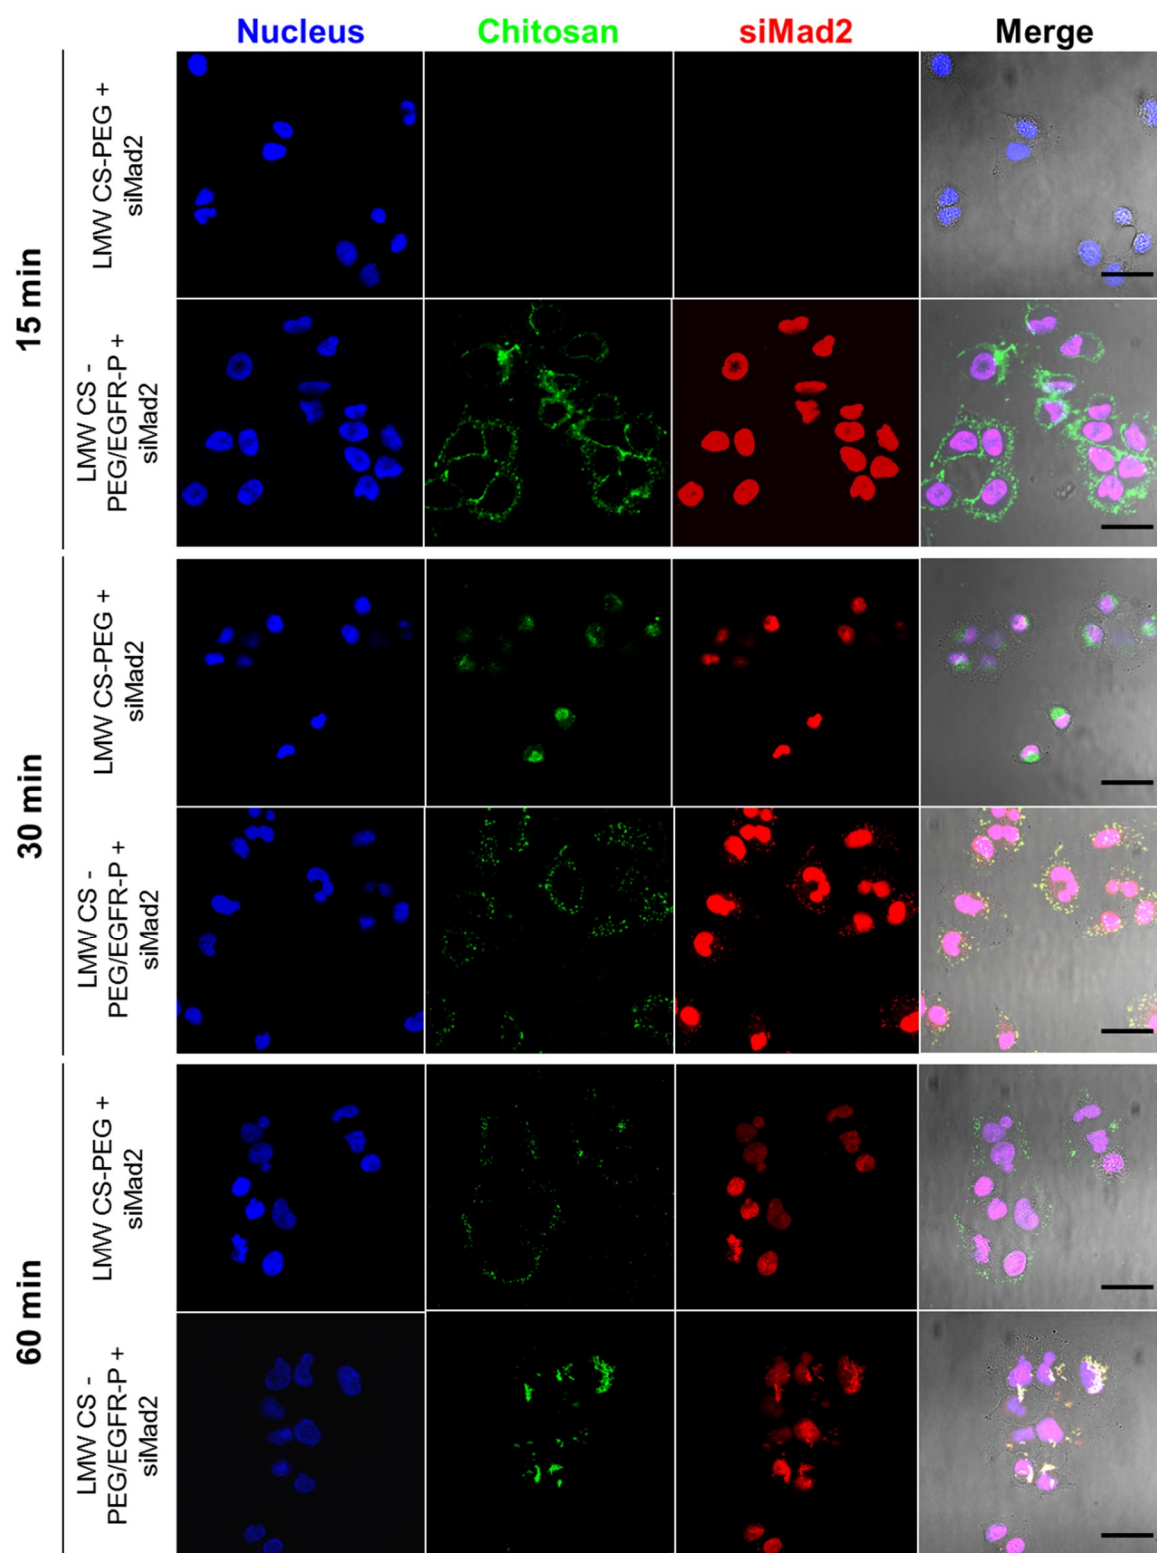 Nucleus Chitosan siMad2 Merge
15 min
LMW CS-PEG +
siMad2
LMW CS -
PEG/EGFR-P +
siMad2
30 min
LMW CS-PEG +
siMad2
LMW CS -
PEG/EGFR-P +
siMad2
60 min
LMW CS-PEG +
siMad2
LMW CS -
PEG/EGFR-P +
siMad2